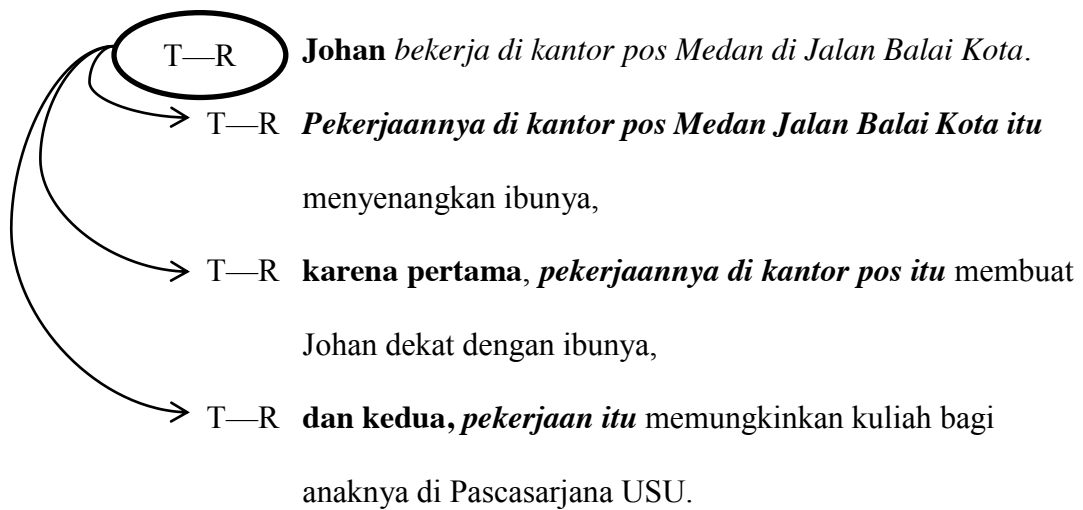 T—R Johan bekerja di kantor pos Medan di Jalan Balai Kota.
T—R Pekerjaannya di kantor pos Medan Jalan Balai Kota itu
menyenangkan ibunya,
T—R karena pertama, pekerjaannya di kantor pos itu membuat
Johan dekat dengan ibunya,
T—R dan kedua, pekerjaan itu memungkinkan kuliah bagi
anaknya di Pascasarjana USU.